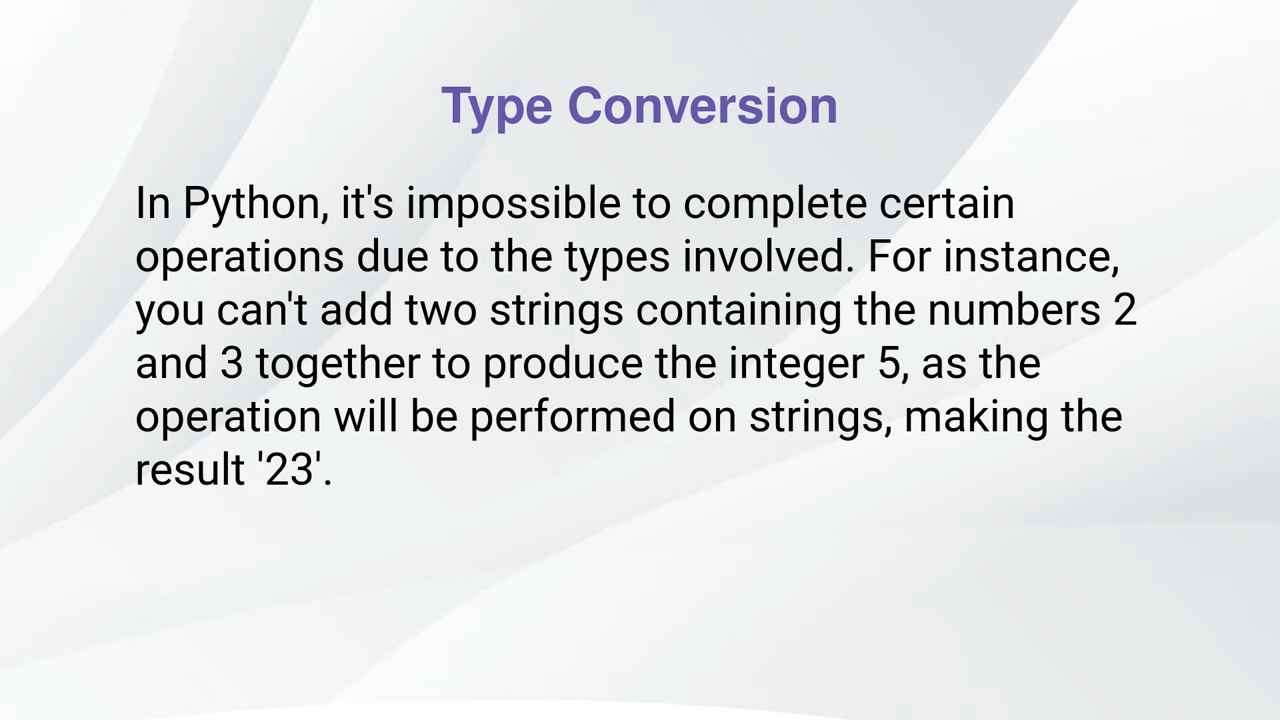 Type Conversion
In Python, it's impossible to complete certain
operations due to the types involved. For instance,
you can't add two strings containing the numbers 2
and 3 together to produce the integer 5, as the
operation will be performed on strings, making the
result '23'.